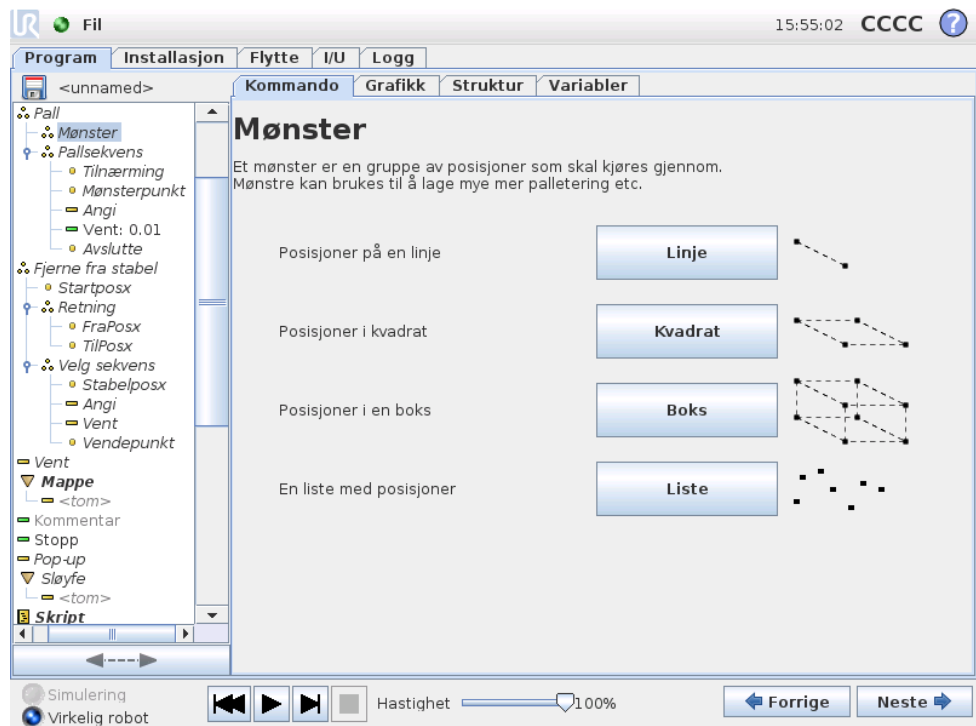 UR Fil 15:55:02 CCCC ?
Program Installasjon Flytte I/U Logg
<unnamed>
Kommando Grafikk Struktur Variabler
Pall
Mønster
Pallsekvens
Tilnærming
Mønsterpunkt
Angi
Vent: 0.01
Avslutte
Fjerne fra stabel
Startposx
Retning
FraPosx
TilPosx
Velg sekvens
Stabelposx
Angi
Vent
Vendepunkt
Vent
Mappe
<tom>
Kommentar
Stopp
Pop-up
Sløyfe
<tom>
Skript
Mønster
Et mønster er en gruppe av posisjoner som skal kjøres gjennom.
Mønstre kan brukes til å lage mye mer palletering etc.
Posisjoner på en linje Linje
Posisjoner i kvadrat Kvadrat
Posisjoner i en boks Boks
En liste med posisjoner Liste
Simulering
Virkelig robot
Hastighet 100%
Forrige Neste